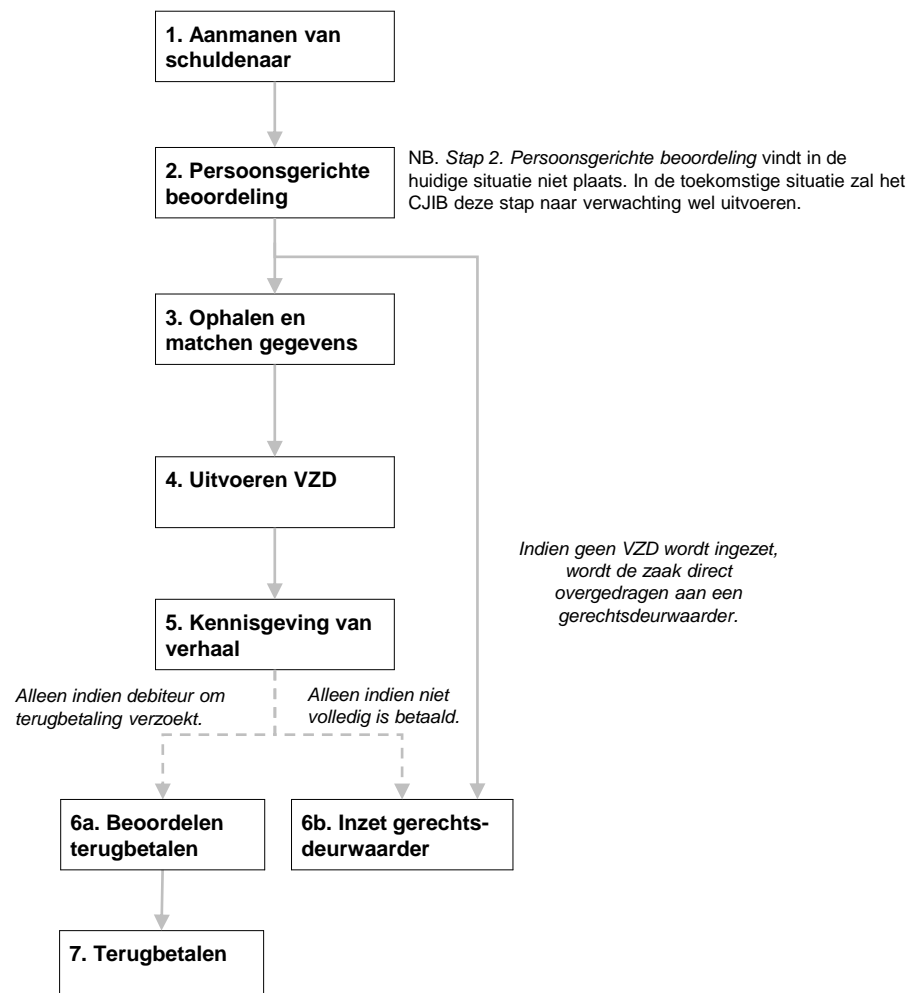 1. Aanmanen van
schuldenaar
2. Persoonsgerichte
beoordeling
NB. Stap 2. Persoonsgerichte beoordeling vindt in de
huidige situatie niet plaats. In de toekomstige situatie zal het
CJIB deze stap naar verwachting wel uitvoeren.
3. Ophalen en
matchen gegevens
4. Uitvoeren VZD
Indien geen VZD wordt ingezet,
wordt de zaak direct
overgedragen aan een
gerechtsdeurwaarder.
5. Kennisgeving van
verhaal
Alleen indien debiteur om
terugbetaling verzoekt.
Alleen indien niet
volledig is betaald.
6a. Beoordelen
terugbetalen
6b. Inzet gerechts-
deurwaarder
7. Terugbetalen